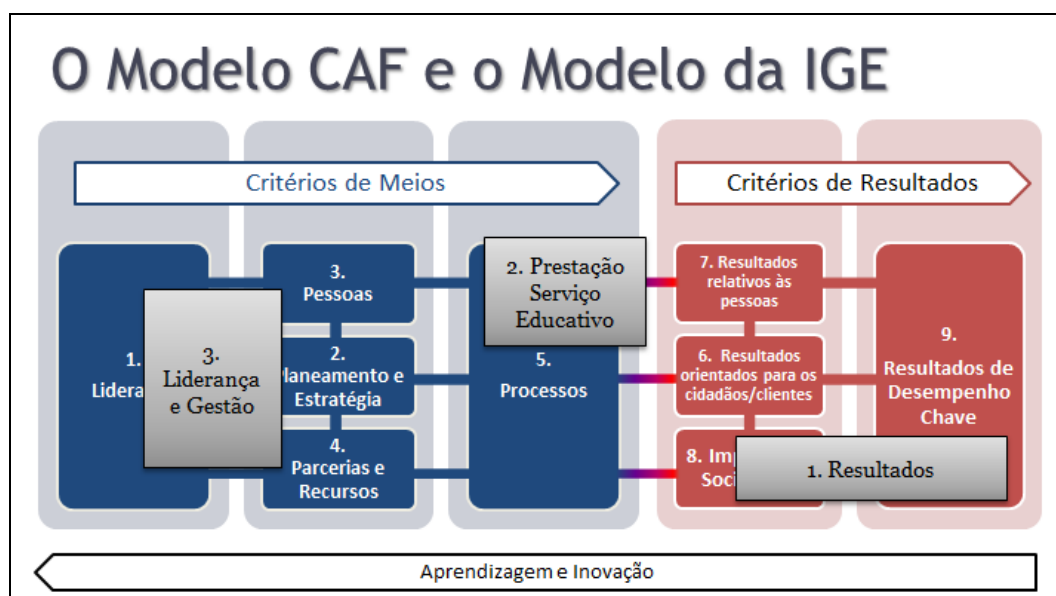 O Modelo CAF e o Modelo da IGE
Critérios de Meios
Critérios de Resultados
1.
3.
Liderança
e Gestão
3.
Pessoas
2.
Planeamento e
Estratégia
4.
Parcerias e
Recursos
2. Prestação
Serviço
Educativo
5.
Processos
7. Resultados
relativos às
pessoas
6. Resultados
orientados para os
cidadãos/clientes
8.
1. Resultados
9.
Resultados de
Desempenho
Chave
Aprendizagem e Inovação